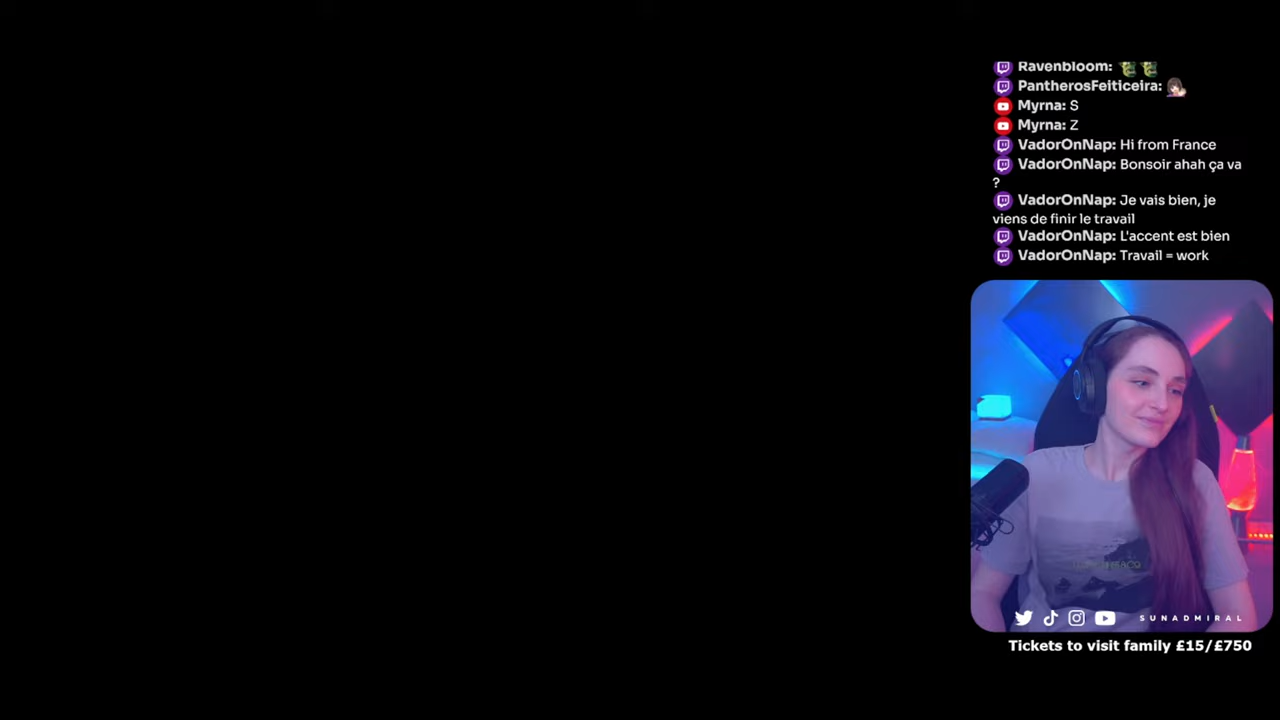 Ravenbloom:
PantherosFeiticeira:
Myrna: S
Myrna: Z
VadorOnNap: Hi from France
VadorOnNap: Bonsoir ahah ça va
?
VadorOnNap: Je vais bien, je
viens de finir le travail
VadorOnNap: L'accent est bien
VadorOnNap: Travail = work
SUNADMIRAL
Tickets to visit family £15/£750